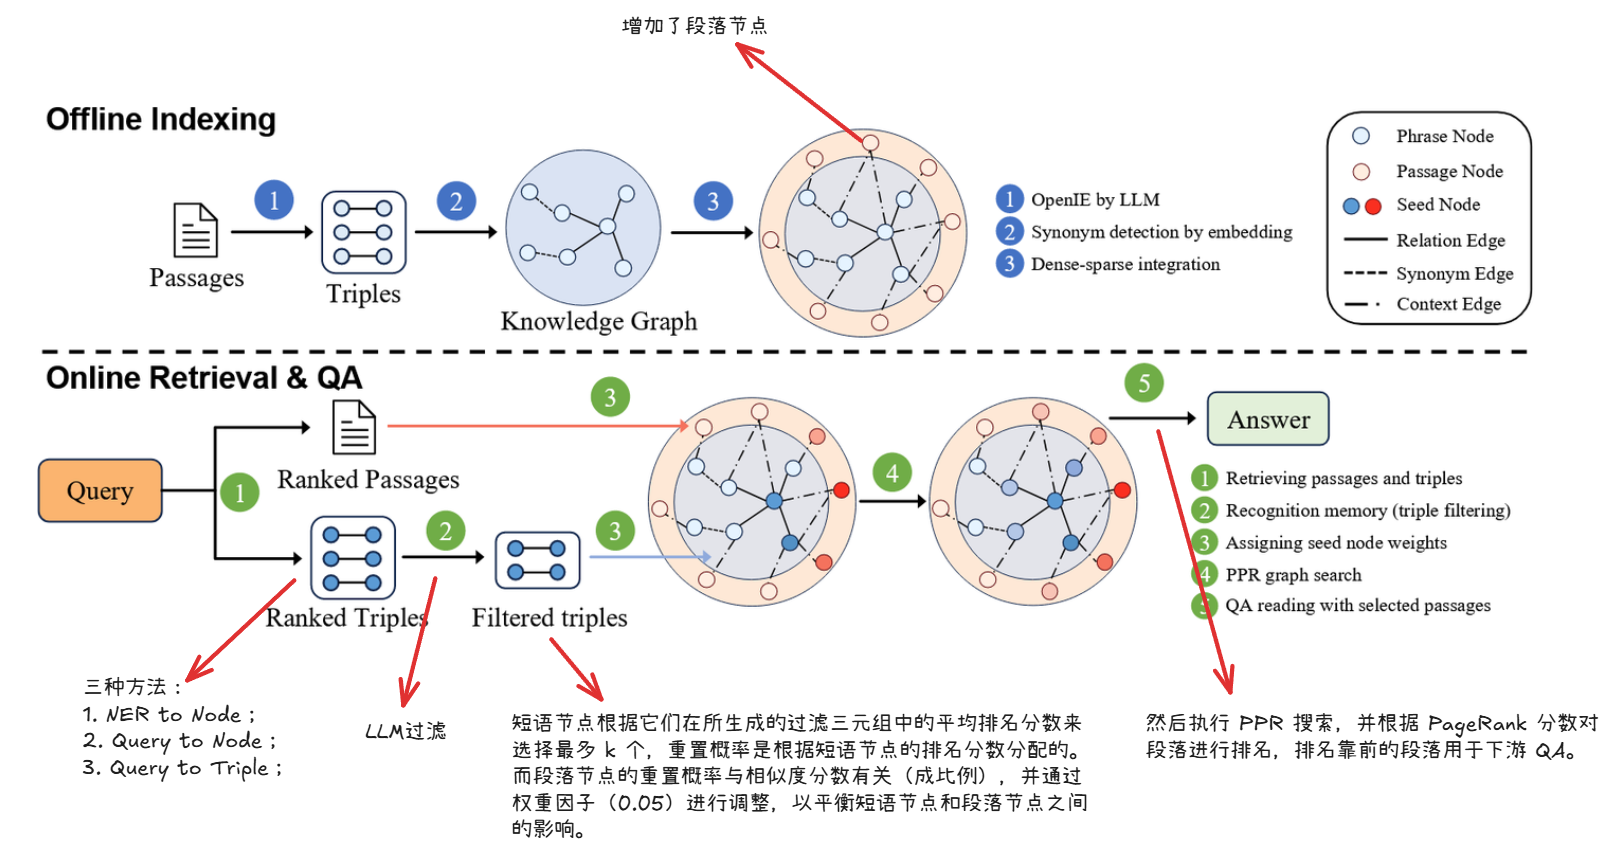 增加了段落节点
Offline Indexing
1
2
3
Passages
Triples
Knowledge Graph
1 OpenIE by LLM
2 Synonym detection by embedding
3 Dense-sparse integration
Phrase Node
Passage Node
Seed Node
Relation Edge
Synonym Edge
Context Edge
Online Retrieval & QA
Query
1
Ranked Passages
3
Ranked Triples
2
Filtered triples
3
4
5
Answer
1 Retrieving passages and triples
2 Recognition memory (triple filtering)
3 Assigning seed node weights
4 PPR graph search
5 QA reading with selected passages
三种方法：
1. NER to Node；
2. Query to Node；
3. Query to Triple；
LLM过滤
短语节点根据它们在所生成的过滤三元组中的平均排名分数来
选择最多 k 个，重置概率是根据短语节点的排名分数分配的。
而段落节点的重置概率与相似度分数有关（成比例），并通过
权重因子（0.05）进行调整，以平衡短语节点和段落节点之间
的影响。
然后执行 PPR 搜索，并根据 PageRank 分数对
段落进行排名，排名靠前的段落用于下游 QA。